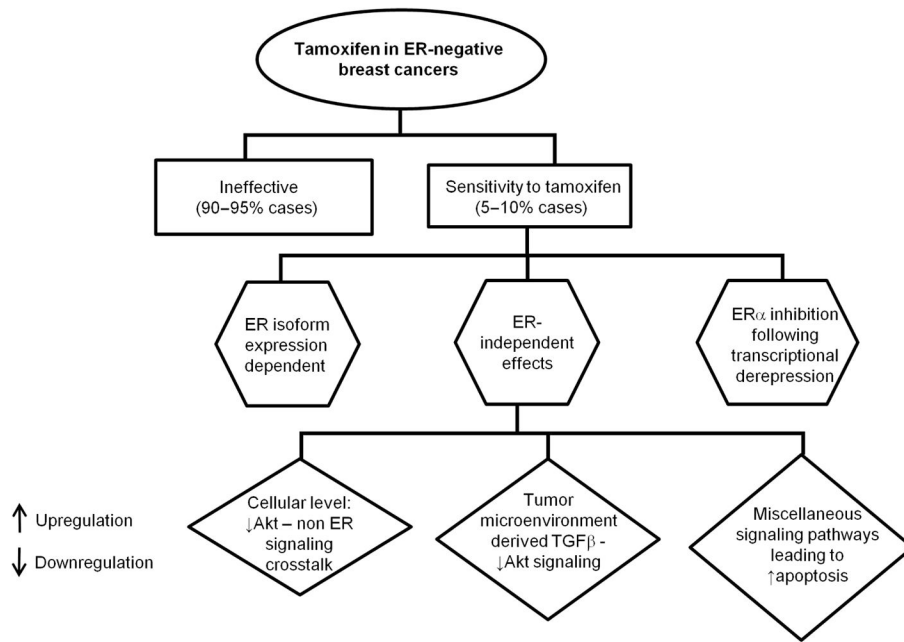 Tamoxifen in ER-negative
breast cancers
Ineffective
(90–95% cases)
Sensitivity to tamoxifen
(5–10% cases)
ER isoform
expression
dependent
ER-
independent
effects
ERα inhibition
following
transcriptional
derepression
Cellular level:
↓Akt – non ER
signaling
crosstalk
Tumor
microenvironment
derived TGFβ -
↓Akt signaling
Miscellaneous
signaling pathways
leading to
↑apoptosis
↑ Upregulation
↓ Downregulation